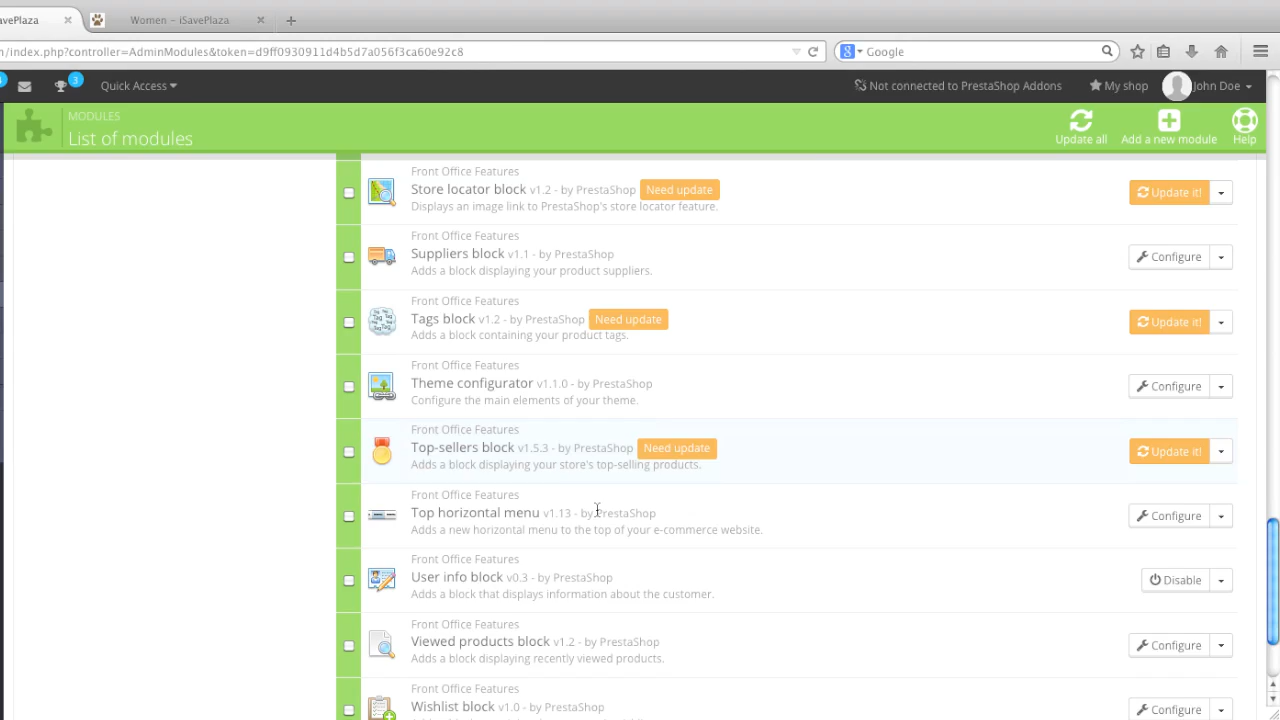 avePlaza × Women – iSavePlaza × +
n/index.php?controller=AdminModules&token=d9ff0930911d4b5d7a056f3ca60e92c8 Google
3 Quick Access Not connected to PrestaShop Addons My shop John Doe
MODULES
List of modules
Update all Add a new module Help
Front Office Features
Store locator block v1.2 - by PrestaShop Need update
Displays an image link to PrestaShop's store locator feature.
Update it!
Front Office Features
Suppliers block v1.1 - by PrestaShop
Adds a block displaying your product suppliers.
Configure
Front Office Features
Tags block v1.2 - by PrestaShop Need update
Adds a block containing your product tags.
Update it!
Front Office Features
Theme configurator v1.1.0 - by PrestaShop
Configure the main elements of your theme.
Configure
Front Office Features
Top-sellers block v1.5.3 - by PrestaShop Need update
Adds a block displaying your store's top-selling products.
Update it!
Front Office Features
Top horizontal menu v1.13 - by PrestaShop
Adds a new horizontal menu to the top of your e-commerce website.
Configure
Front Office Features
User info block v0.3 - by PrestaShop
Adds a block that displays information about the customer.
Disable
Front Office Features
Viewed products block v1.2 - by PrestaShop
Adds a block displaying recently viewed products.
Configure
Front Office Features
Wishlist block v1.0 - by PrestaShop
Configure